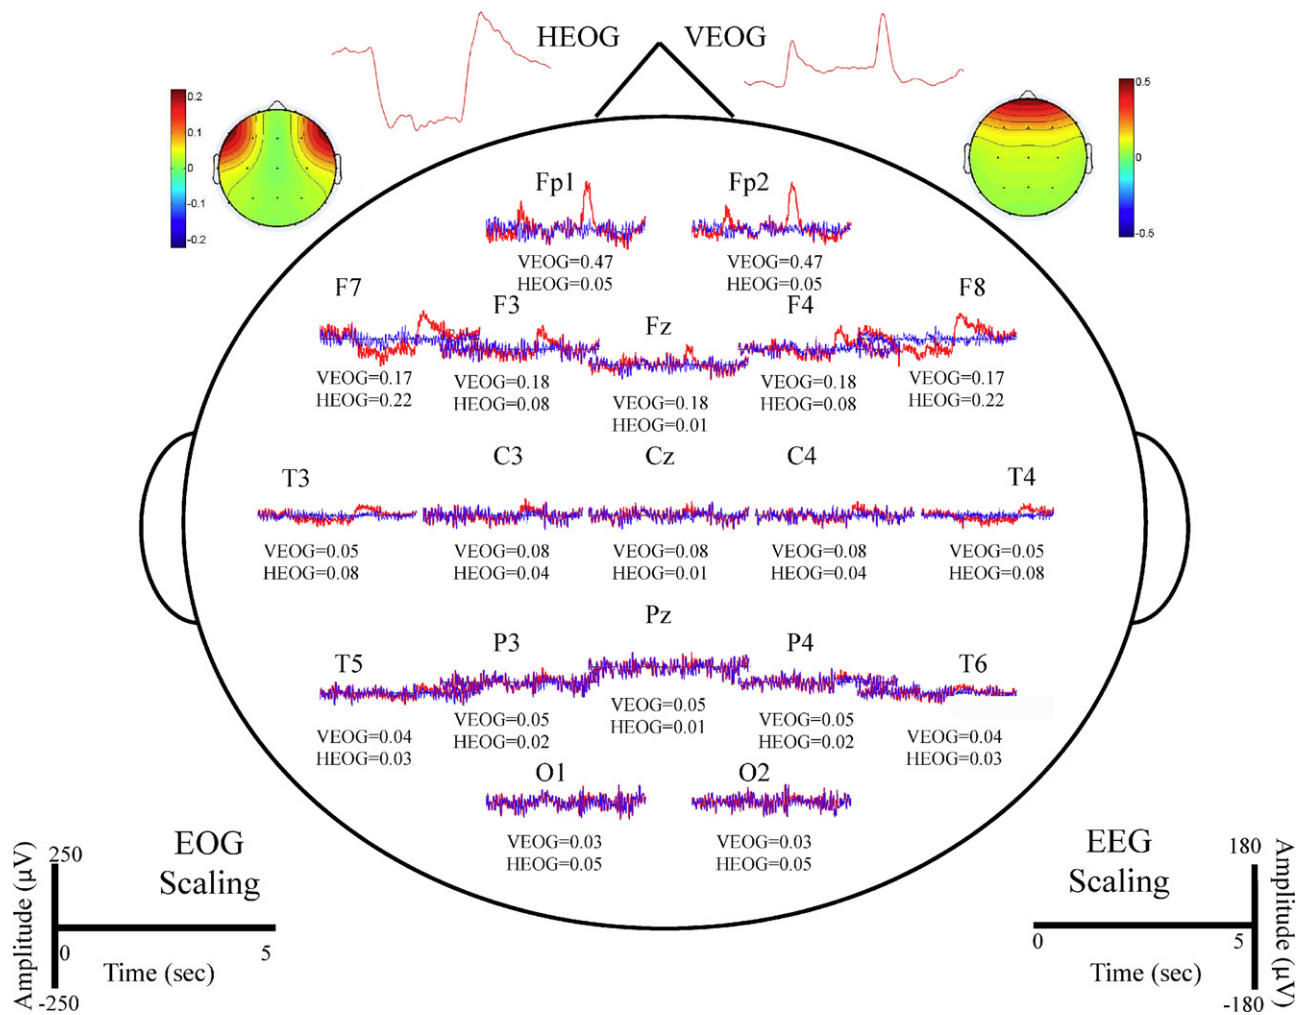 HEOG VEOG
0.2
0.1
0
-0.1
-0.2
0.5
0
-0.5
Fp1
VEOG=0.47
HEOG=0.05
Fp2
VEOG=0.47
HEOG=0.05
F7
VEOG=0.17
HEOG=0.22
F3
VEOG=0.18
HEOG=0.08
Fz
VEOG=0.18
HEOG=0.01
F4
VEOG=0.18
HEOG=0.08
F8
VEOG=0.17
HEOG=0.22
T3
VEOG=0.05
HEOG=0.08
C3
VEOG=0.08
HEOG=0.04
Cz
VEOG=0.08
HEOG=0.01
C4
VEOG=0.08
HEOG=0.04
T4
VEOG=0.05
HEOG=0.08
T5
VEOG=0.04
HEOG=0.03
P3
VEOG=0.05
HEOG=0.02
Pz
VEOG=0.05
HEOG=0.01
P4
VEOG=0.05
HEOG=0.02
T6
VEOG=0.04
HEOG=0.03
O1
VEOG=0.03
HEOG=0.05
O2
VEOG=0.03
HEOG=0.05
EOG
Scaling
Amplitude (μV)
250
-250
0 5
Time (sec)
EEG
Scaling
180
-180
Amplitude (μV)
0 5
Time (sec)